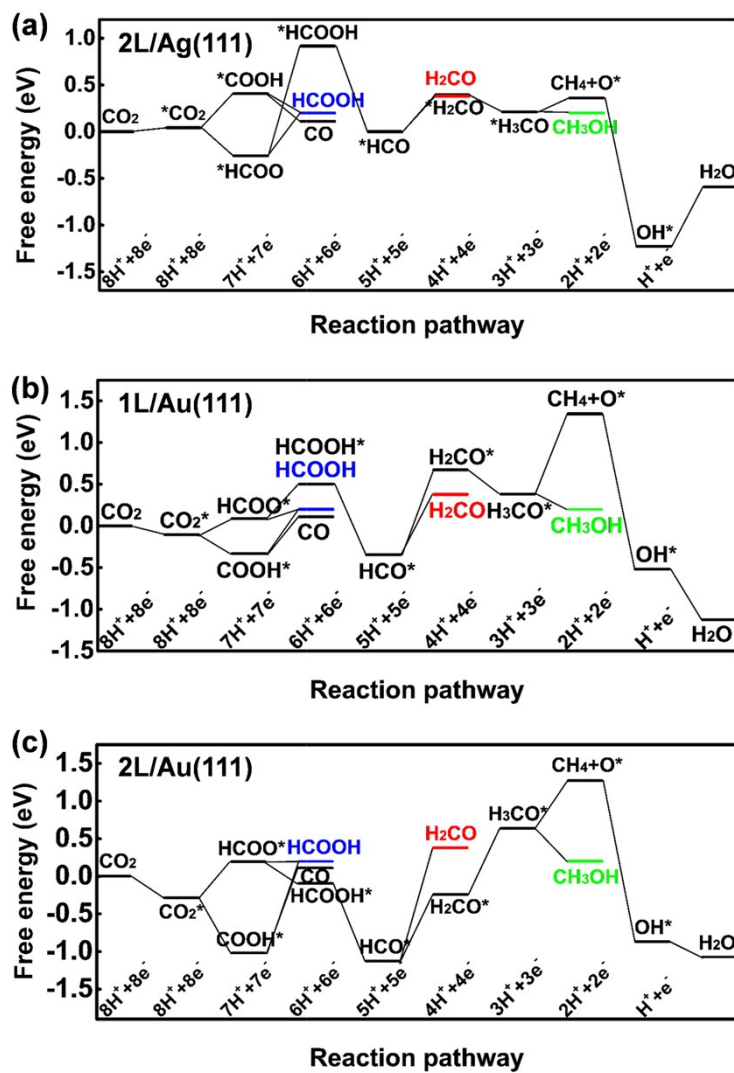 (a)
2L/Ag(111)
Free energy (eV)
1.0
0.5
0.0
-0.5
-1.0
-1.5
CO₂
*CO₂
*COOH
*HCOO
*HCOOH
HCOOH
CO
*HCO
H₂CO
*H₂CO
*H₃CO
CH₄+O*
CH₃OH
OH*
H₂O
8H⁺+8e⁻
8H⁺+8e⁻
7H⁺+7e⁻
6H⁺+6e⁻
5H⁺+5e⁻
4H⁺+4e⁻
3H⁺+3e⁻
2H⁺+2e⁻
H⁺+e⁻
Reaction pathway
(b)
1L/Au(111)
Free energy (eV)
1.5
1.0
0.5
0.0
-0.5
-1.0
-1.5
CO₂
CO₂*
HCOO*
COOH*
HCOOH*
HCOOH
CO
HCO*
H₂CO*
H₂CO
H₃CO*
CH₄+O*
CH₃OH
OH*
H₂O
8H⁺+8e⁻
8H⁺+8e⁻
7H⁺+7e⁻
6H⁺+6e⁻
5H⁺+5e⁻
4H⁺+4e⁻
3H⁺+3e⁻
2H⁺+2e⁻
H⁺+e⁻
Reaction pathway
(c)
2L/Au(111)
Free energy (eV)
1.5
1.0
0.5
0.0
-0.5
-1.0
-1.5
CO₂
CO₂*
HCOO*
COOH*
HCOOH
CO
HCOOH*
HCO*
H₂CO
H₂CO*
H₃CO*
CH₄+O*
CH₃OH
OH*
H₂O
8H⁺+8e⁻
8H⁺+8e⁻
7H⁺+7e⁻
6H⁺+6e⁻
5H⁺+5e⁻
4H⁺+4e⁻
3H⁺+3e⁻
2H⁺+2e⁻
H⁺+e⁻
Reaction pathway